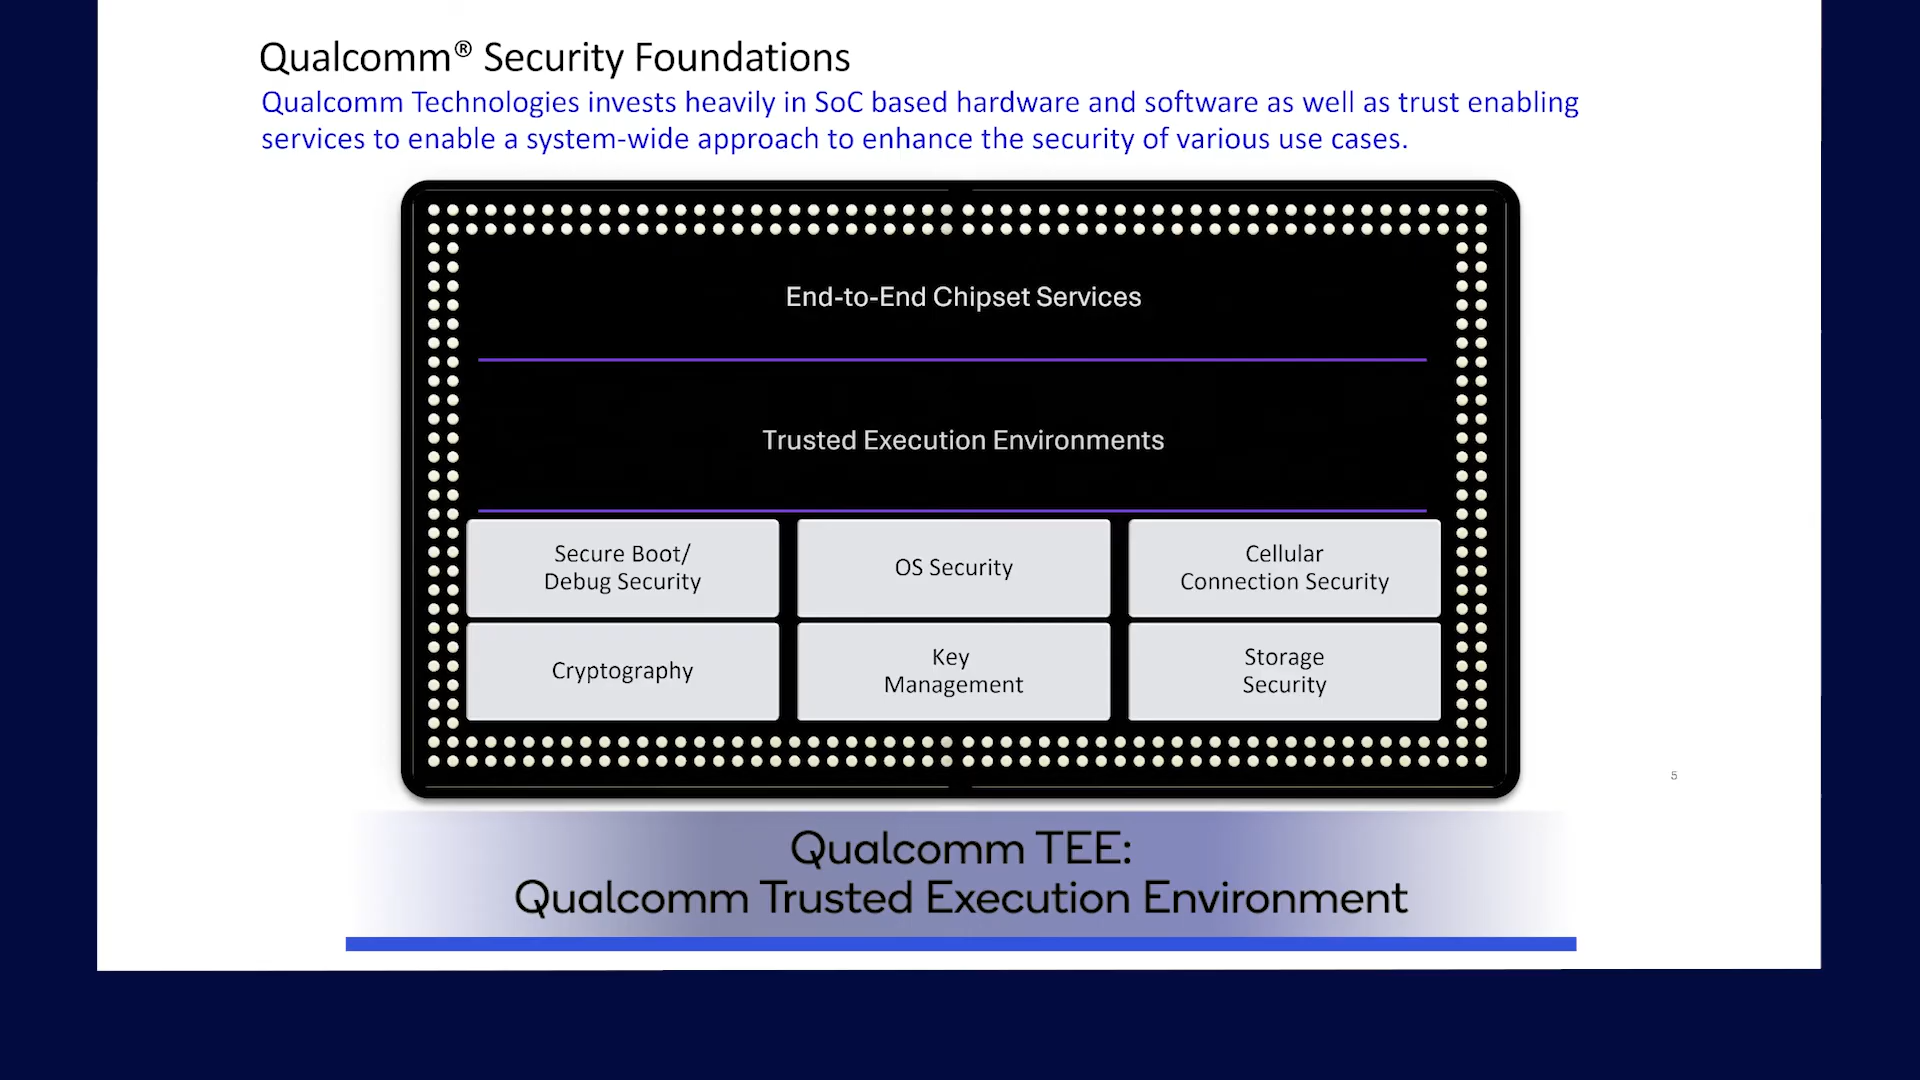 Qualcomm® Security Foundations
Qualcomm Technologies invests heavily in SoC based hardware and software as well as trust enabling
services to enable a system-wide approach to enhance the security of various use cases.
End-to-End Chipset Services
Trusted Execution Environments
Secure Boot/
Debug Security
OS Security
Cellular
Connection Security
Cryptography
Key
Management
Storage
Security
5
Qualcomm TEE:
Qualcomm Trusted Execution Environment